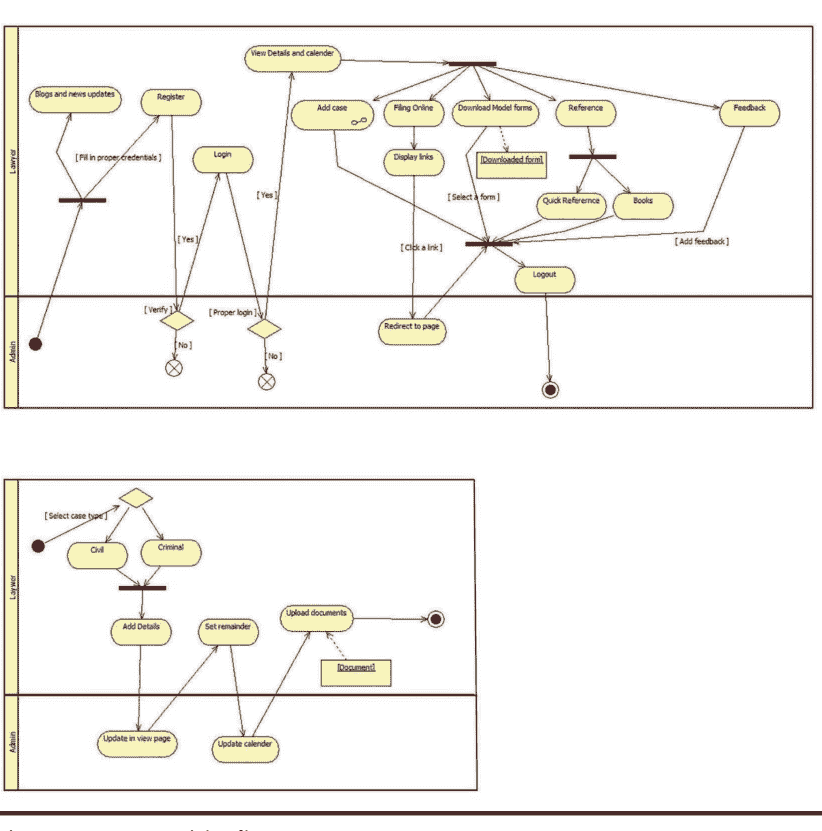 View Details and calender
Blogs and news updates
Register
Add case
Filing Online
Download Model forms
Reference
Feedback
Lawyer
[ Fill in proper credentials ]
Login
Display links
[Downloaded form]
[ Yes ]
[ Select a form ]
Quick Referernce
Books
[ Yes ]
[ Click a link ]
[ Add feedback ]
Logout
[ Verify ]
[ Proper login ]
Redirect to page
Admin
[ No ]
[ No ]
[ Select case type ]
Civil
Criminal
Laywer
Add Details
Set remainder
Upload documents
[Document]
Admin
Update in view page
Update calender